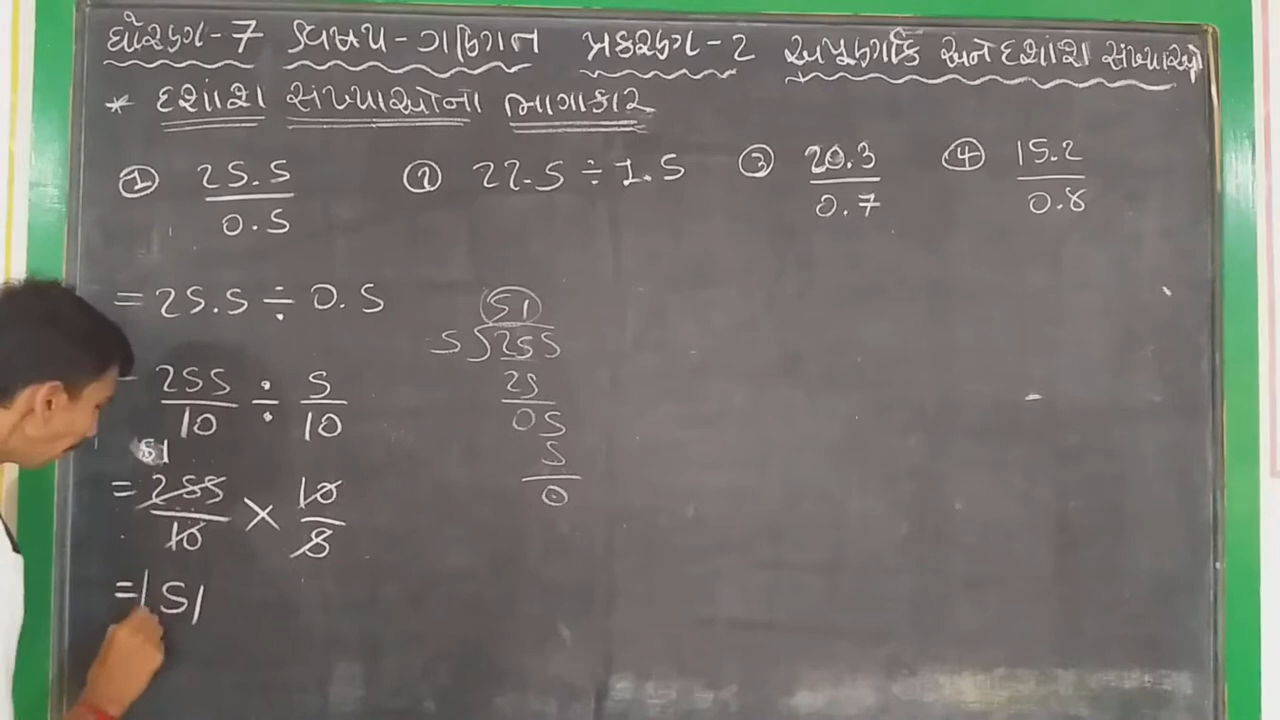 ધોરણ-7 વિષય-ગણિત પ્રકરણ-2 અપૂર્ણાંક અને દશાંશ સંખ્યાઓ
* દશાંશ સંખ્યાઓના ભાગાકાર
① 25.5/0.5 ② 22.5 ÷ 1.5 ③ 20.3/0.7 ④ 15.2/0.8
= 25.5 ÷ 0.5
= 255/10 ÷ 5/10
51
= 255/10 × 10/5
= 51
51
5)255
25
05
5
0